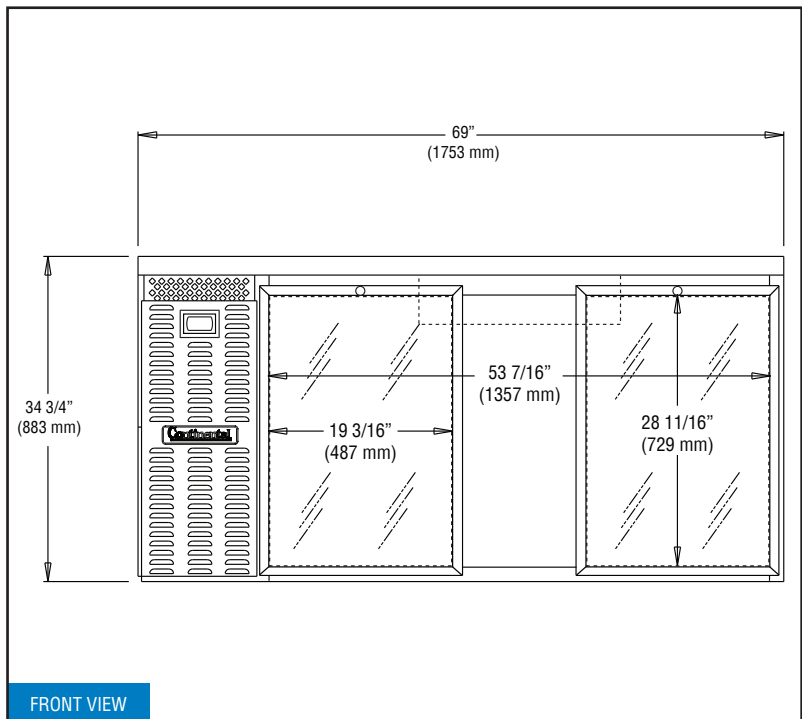 69”
(1753 mm)
53 7/16”
(1357 mm)
34 3/4”
(883 mm)
19 3/16”
(487 mm)
28 11/16”
(729 mm)
Continental
FRONT VIEW